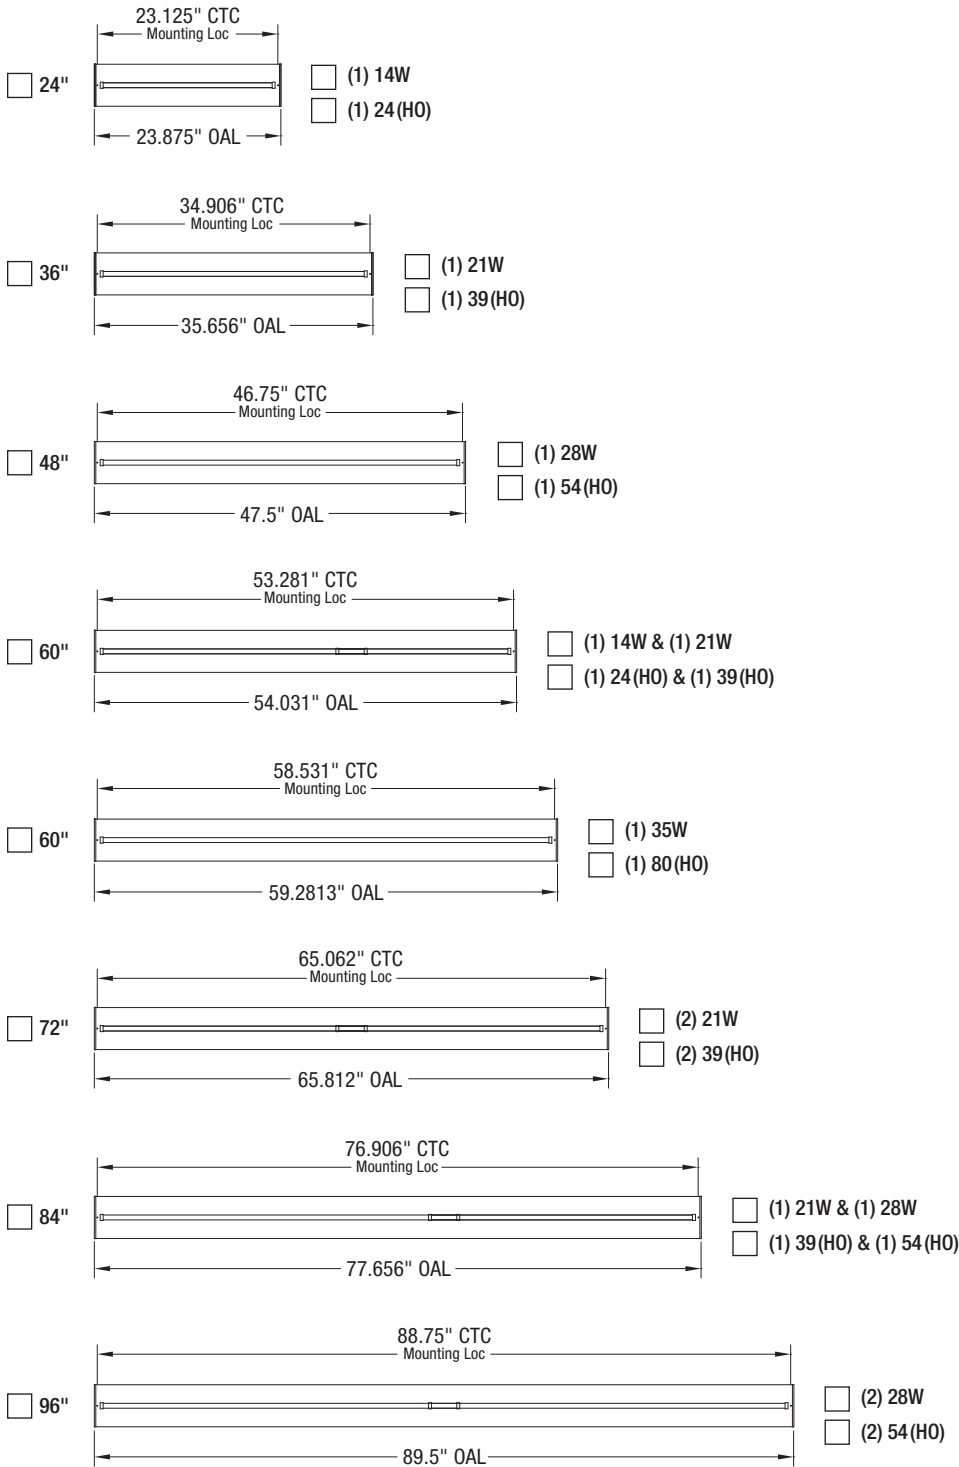 23.125" CTC
Mounting Loc
24"
(1) 14W
(1) 24(HO)
23.875" OAL
34.906" CTC
Mounting Loc
36"
(1) 21W
(1) 39(HO)
35.656" OAL
46.75" CTC
Mounting Loc
48"
(1) 28W
(1) 54(HO)
47.5" OAL
53.281" CTC
Mounting Loc
60"
(1) 14W & (1) 21W
(1) 24(HO) & (1) 39(HO)
54.031" OAL
58.531" CTC
Mounting Loc
60"
(1) 35W
(1) 80(HO)
59.2813" OAL
65.062" CTC
Mounting Loc
72"
(2) 21W
(2) 39(HO)
65.812" OAL
76.906" CTC
Mounting Loc
84"
(1) 21W & (1) 28W
(1) 39(HO) & (1) 54(HO)
77.656" OAL
88.75" CTC
Mounting Loc
96"
(2) 28W
(2) 54(HO)
89.5" OAL